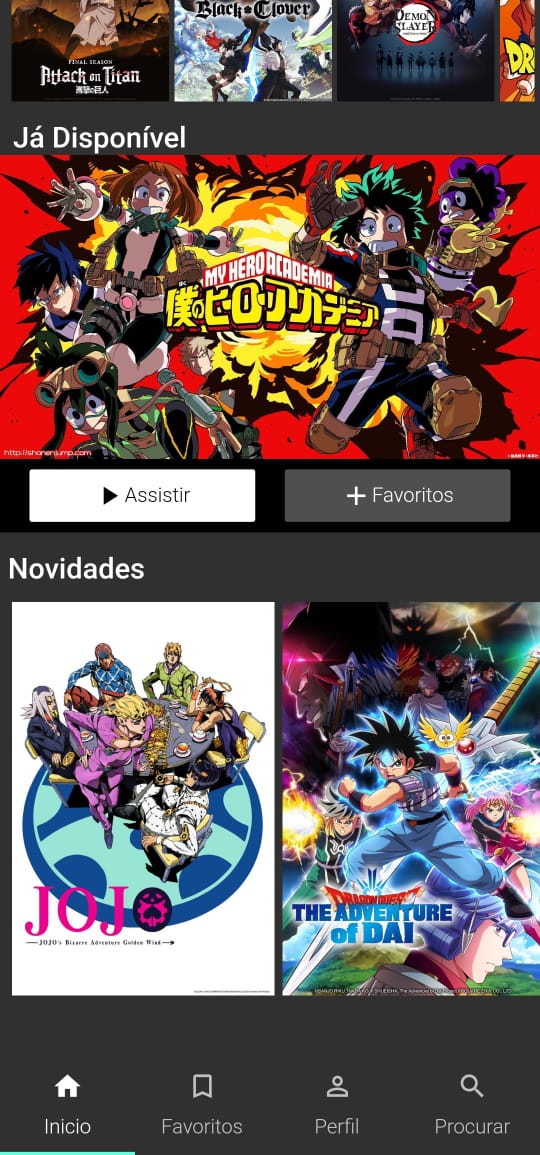 FINAL SEASON
Attack on Titan
進撃の巨人
Black Clover
DEMON
SLAYER
DRA
Já Disponível
MY HERO ACADEMIA
僕のヒーローアカデミア
http://shonenjump.com
Assistir
Favoritos
Novidades
JOJO
JOJO's Bizarre Adventure Golden Wind
DRAGON QUEST
THE ADVENTURE
of DAI
Inicio
Favoritos
Perfil
Procurar